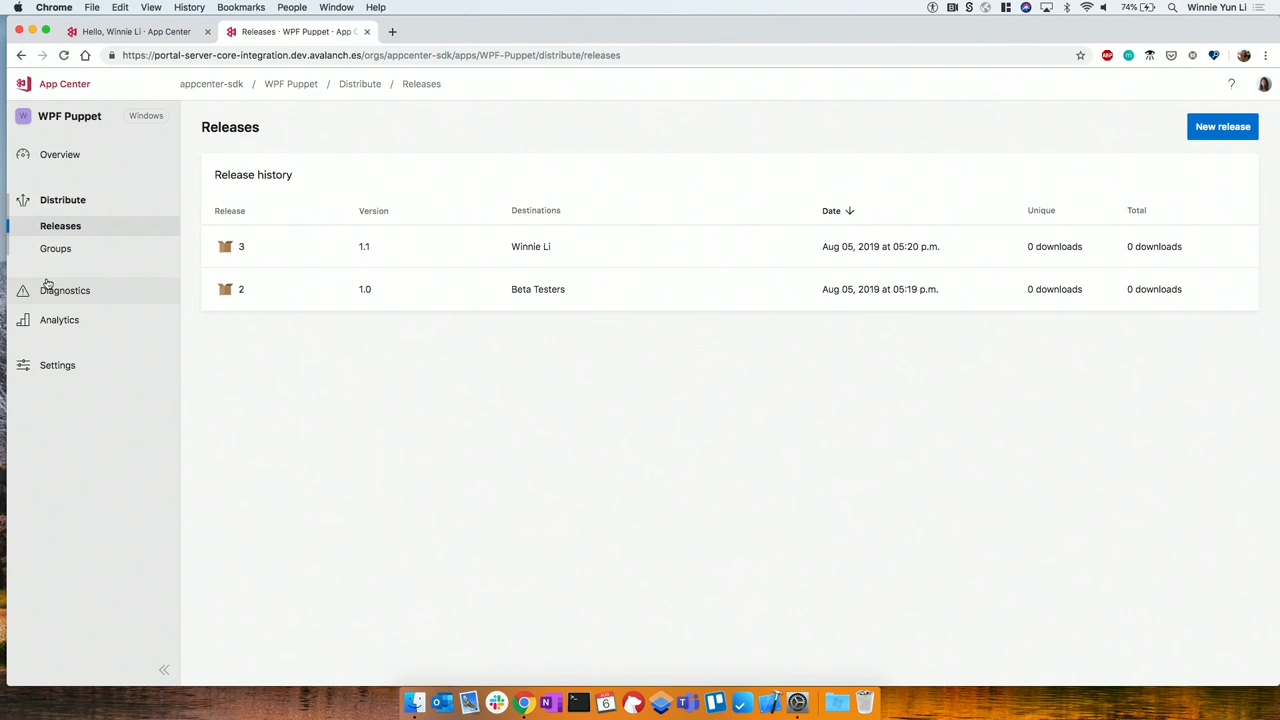 Chrome File Edit View History Bookmarks People Window Help 74% Winnie Yun Li
Hello, Winnie Li · App Center × Releases · WPF Puppet · App C × +
https://portal-server-core-integration.dev.avalanch.es/orgs/appcenter-sdk/apps/WPF-Puppet/distribute/releases
App Center appcenter-sdk / WPF Puppet / Distribute / Releases ?
W WPF Puppet Windows
Overview
Distribute
Releases
Groups
Diagnostics
Analytics
Settings
Releases New release
Release history
Release Version Destinations Date ↓ Unique Total
3 1.1 Winnie Li Aug 05, 2019 at 05:20 p.m. 0 downloads 0 downloads
2 1.0 Beta Testers Aug 05, 2019 at 05:19 p.m. 0 downloads 0 downloads